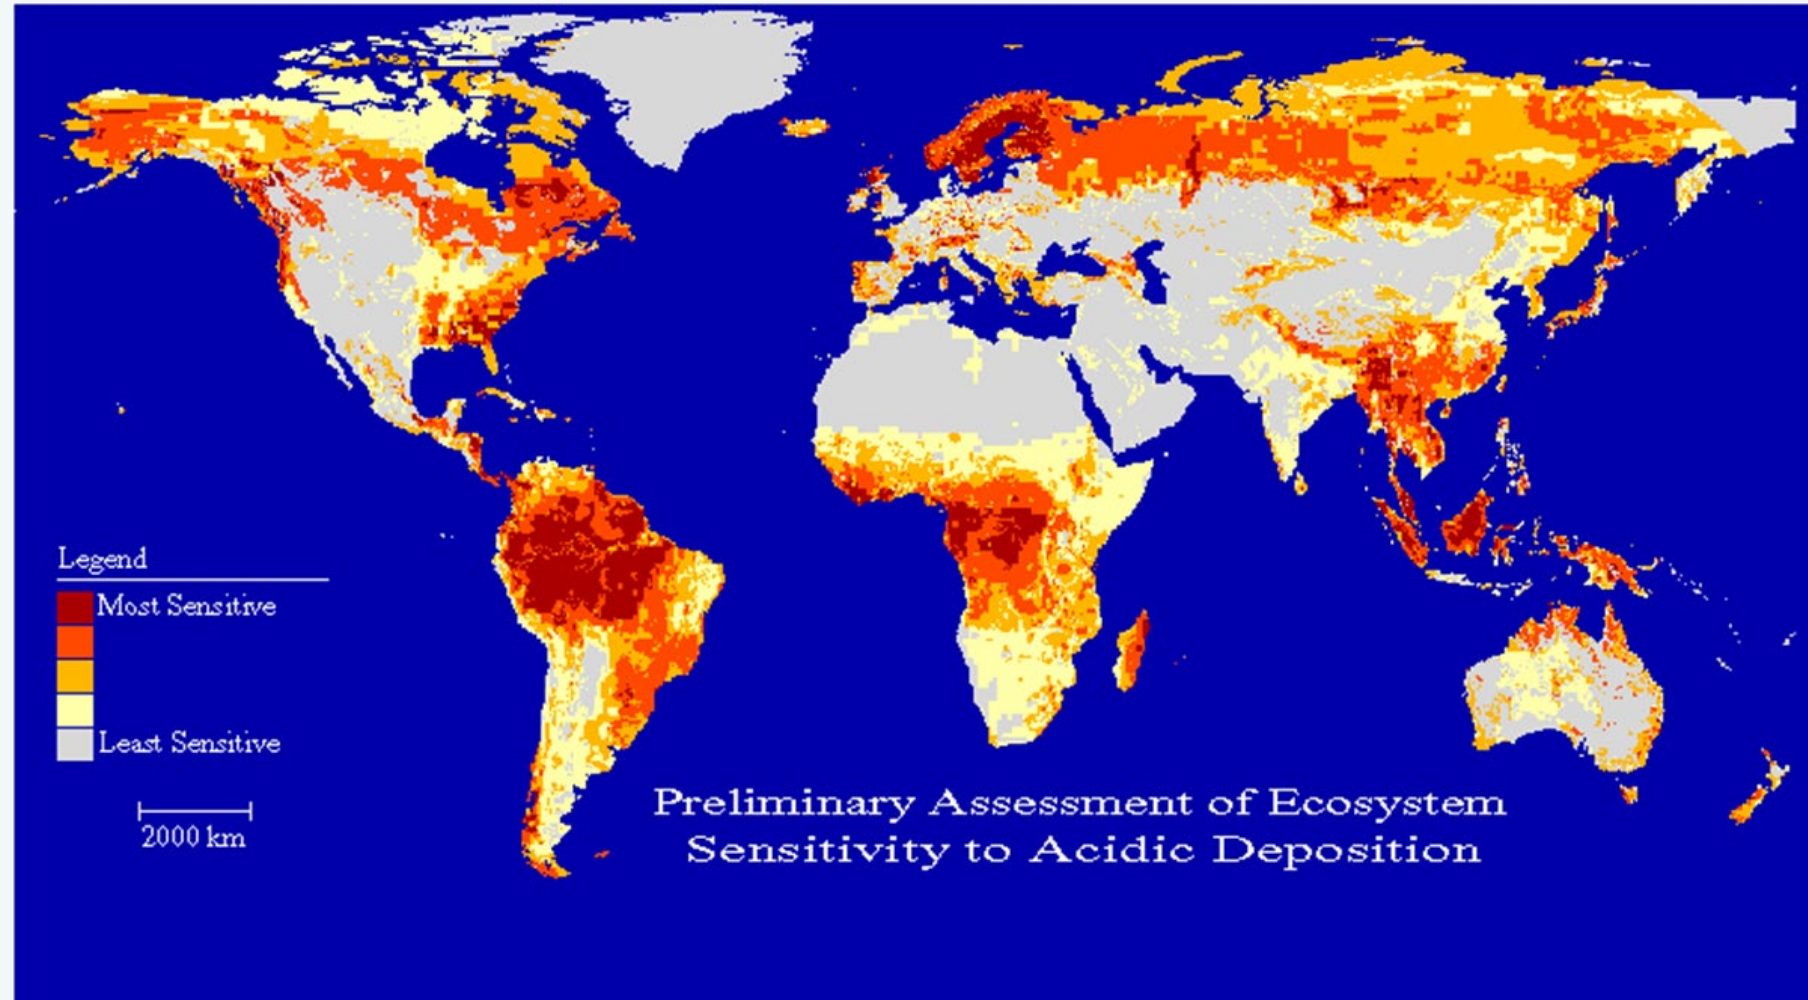 Legend
Most Sensitive
Least Sensitive
2000 km
Preliminary Assessment of Ecosystem
Sensitivity to Acidic Deposition